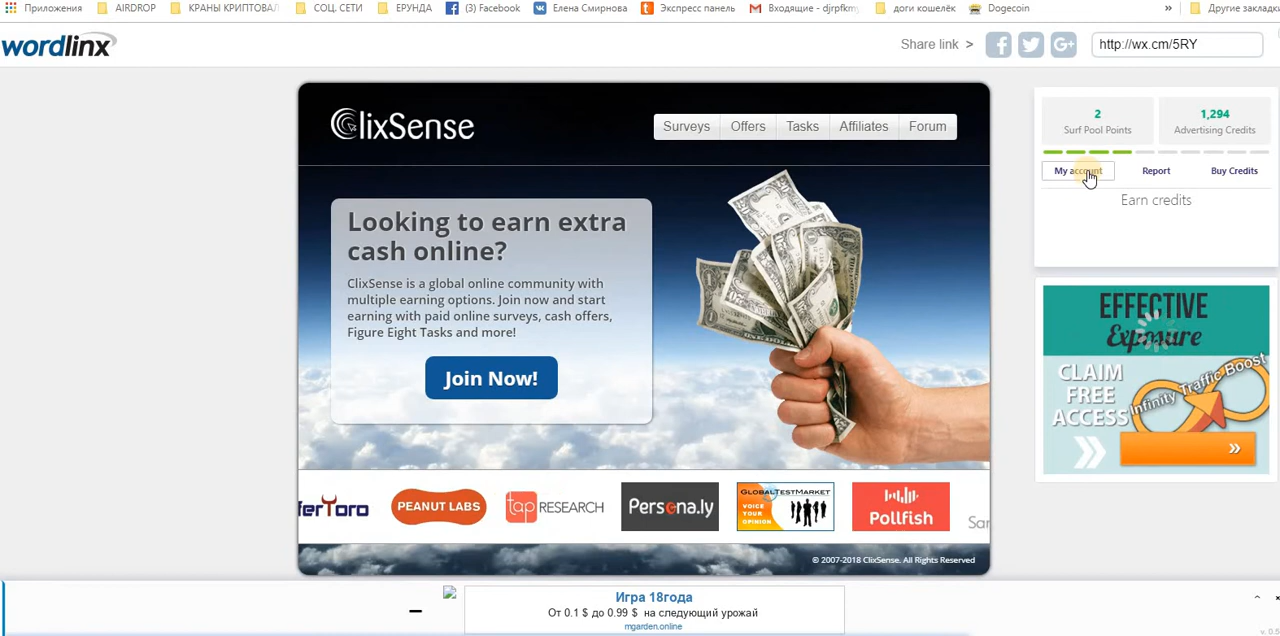 Приложения AIRDROP КРАНЫ КРИПТОВАЛ СОЦ. СЕТИ ЕРУНДА (3) Facebook Елена Смирнова Экспресс панель Входящие - djrpfkm доги кошелёк Dogecoin » Другие закладки
wordlinx
Share link > http://wx.cm/5RY
ClixSense
Surveys Offers Tasks Affiliates Forum
2
Surf Pool Points
1,294
Advertising Credits
My account Report Buy Credits
Earn credits
Looking to earn extra
cash online?
ClixSense is a global online community with
multiple earning options. Join now and start
earning with paid online surveys, cash offers,
Figure Eight Tasks and more!
Join Now!
EFFECTIVE
Exposure
CLAIM
FREE
ACCESS
Infinity Traffic Boost
ferToro PEANUT LABS tap RESEARCH Persona.ly GLOBALTESTMARKET VOICE YOUR OPINION Pollfish Sar
© 2007-2018 ClixSense. All Rights Reserved
Игра 18года
От 0.1 $ до 0.99 $ на следующий урожай
mgarden.online
v. 0.5